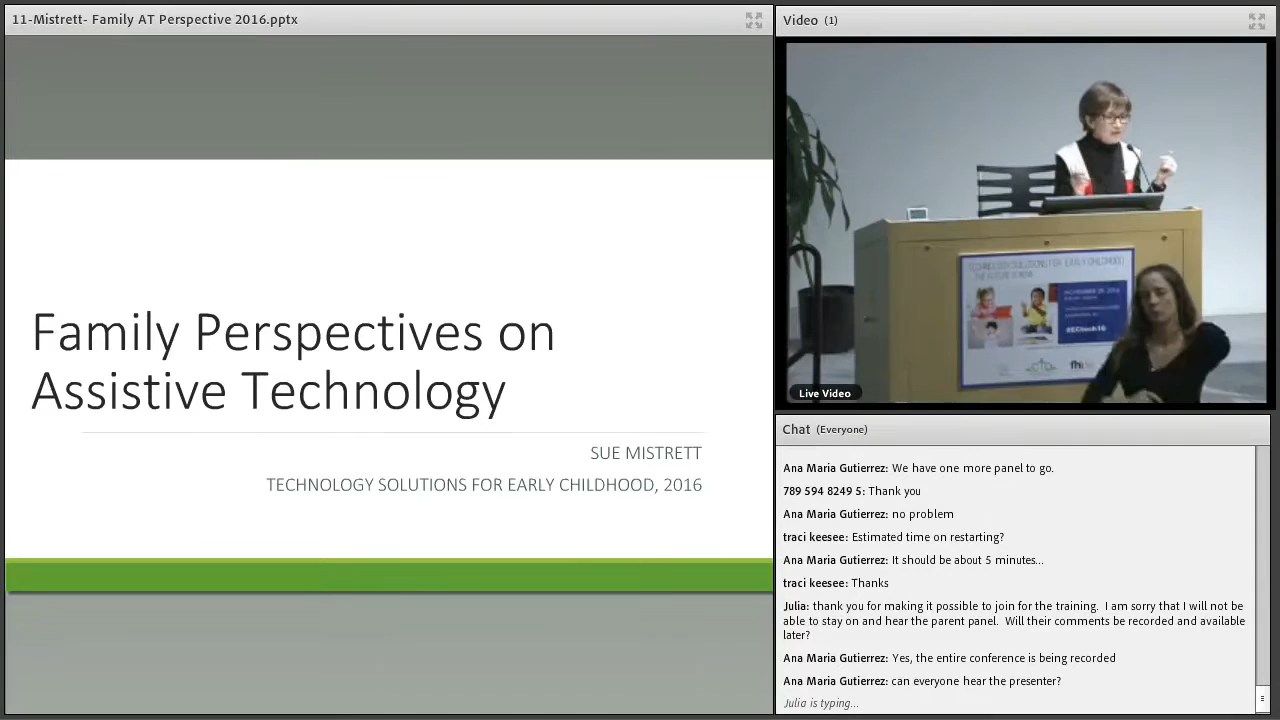 11-Mistrett- Family AT Perspective 2016.pptx
Family Perspectives on
Assistive Technology
SUE MISTRETT
TECHNOLOGY SOLUTIONS FOR EARLY CHILDHOOD, 2016
Video (1)
TECHNOLOGY SOLUTIONS FOR EARLY CHILDHOOD
#ECtech16
Live Video
Chat (Everyone)
Ana Maria Gutierrez: We have one more panel to go.
789 594 8249 5: Thank you
Ana Maria Gutierrez: no problem
traci keesee: Estimated time on restarting?
Ana Maria Gutierrez: It should be about 5 minutes...
traci keesee: Thanks
Julia: thank you for making it possible to join for the training. I am sorry that I will not be
able to stay on and hear the parent panel. Will their comments be recorded and available
later?
Ana Maria Gutierrez: Yes, the entire conference is being recorded
Ana Maria Gutierrez: can everyone hear the presenter?
Julia is typing...